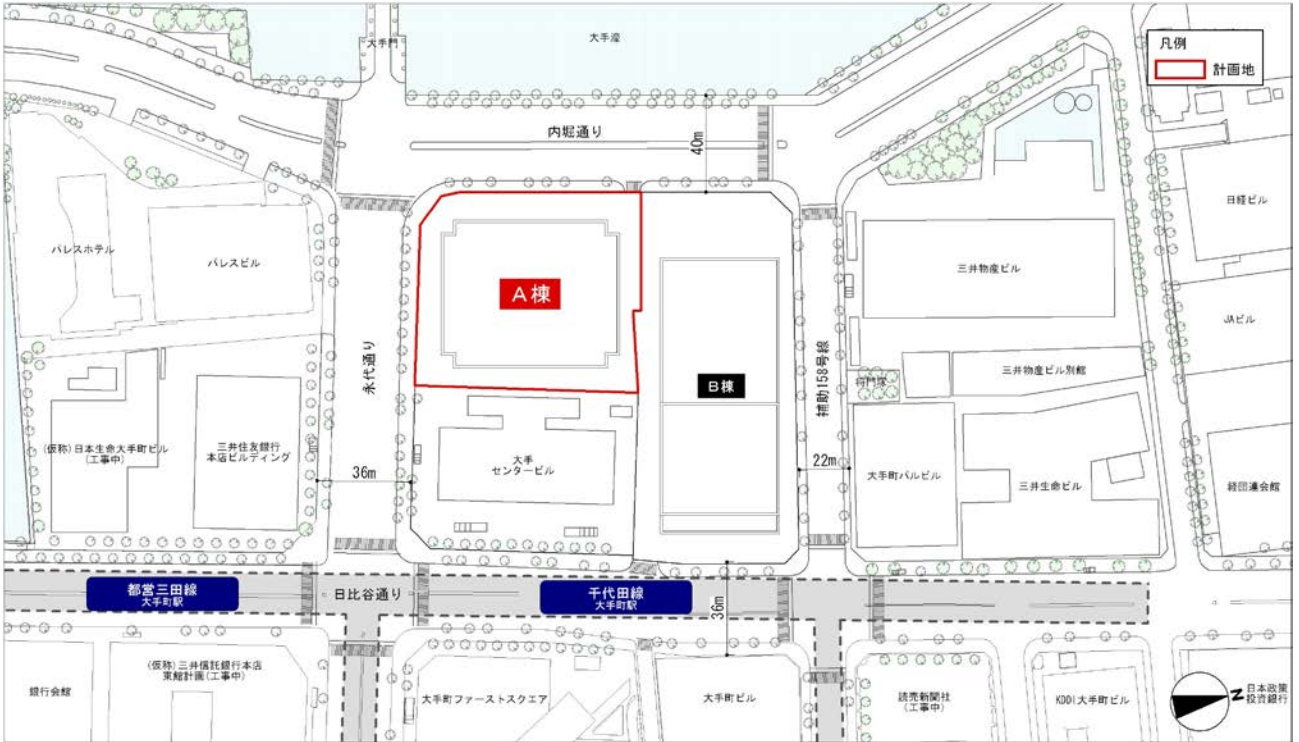 大手門
大手濠
凡例
計画地
内堀通り
40m
日経ビル
パレスホテル
パレスビル
A棟
三井物産ビル
JAビル
永代通り
B棟
補助158号線
三井物産ビル別館
将門塚
(仮称)日本生命大手町ビル
(工事中)
三井住友銀行
本店ビルディング
36m
大手
センタービル
22m
大手町パルビル
三井生命ビル
経団連会館
都営三田線
大手町駅
日比谷通り
千代田線
大手町駅
36m
(仮称)三井信託銀行本店
東館計画(工事中)
銀行会館
大手町ファーストスクエア
大手町ビル
読売新聞社
(工事中)
KDDI大手町ビル
Z
日本政策
投資銀行